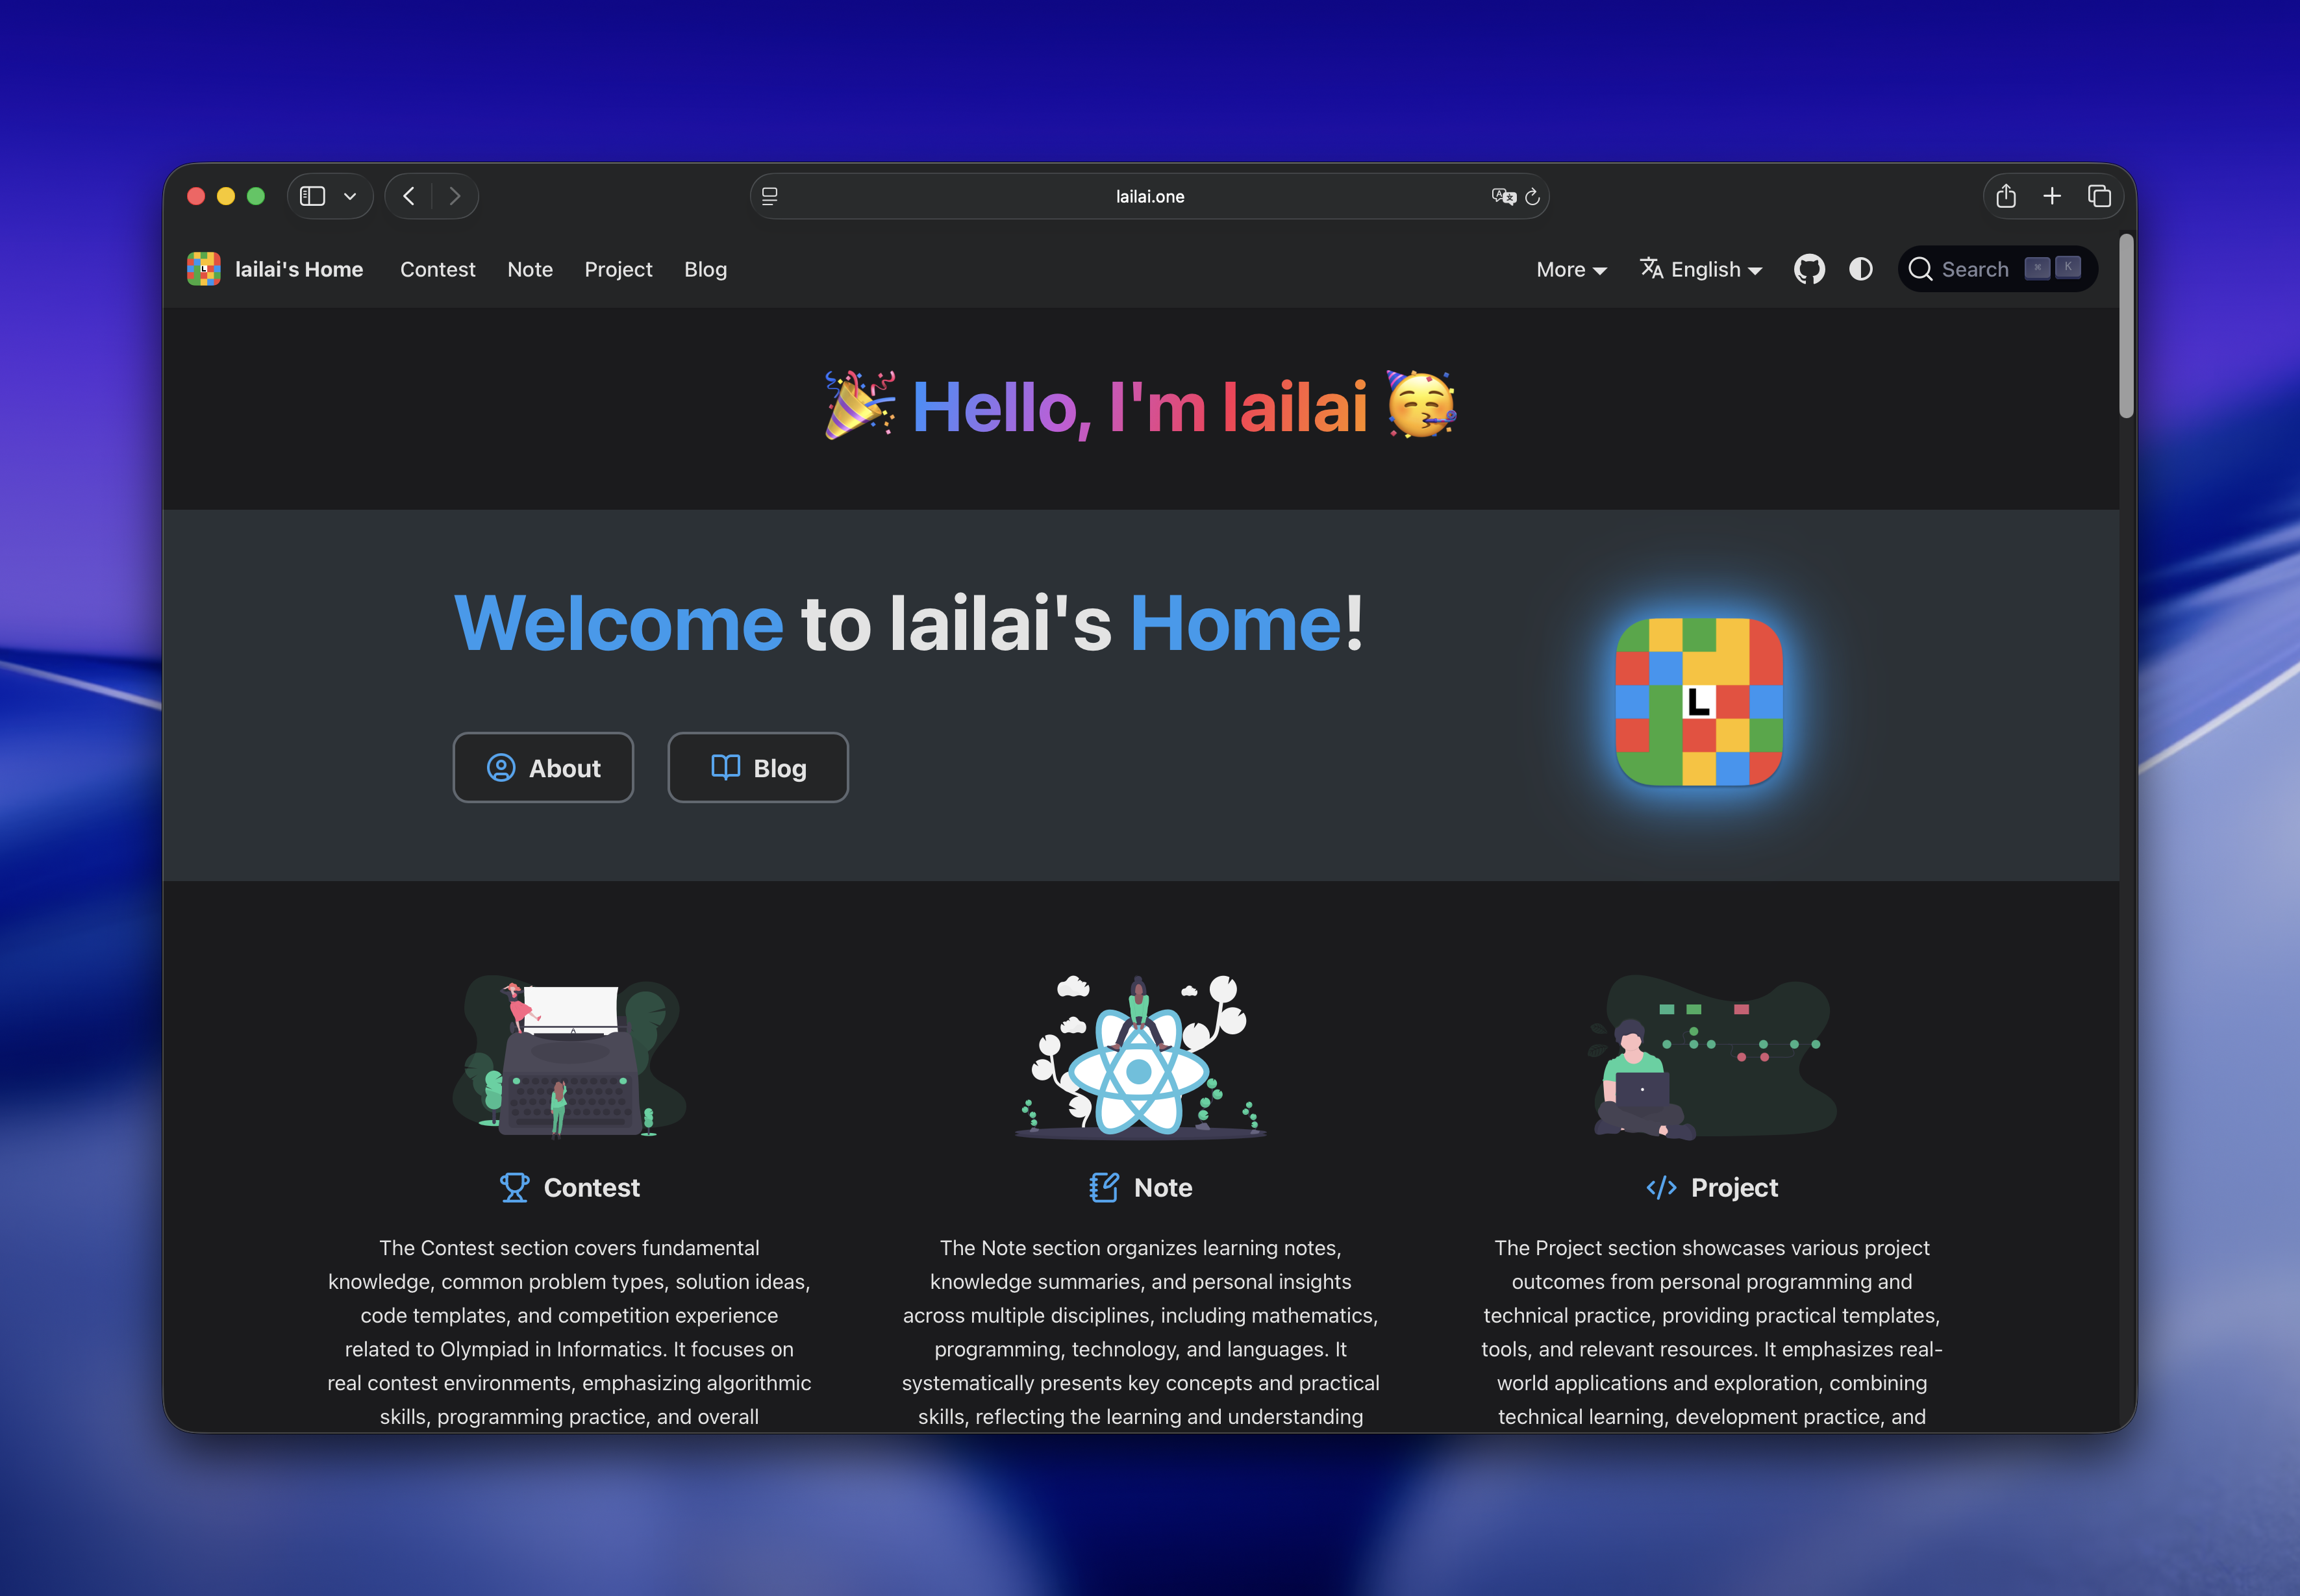 lailai.one
L lailai's Home Contest Note Project Blog More English Search ⌘ K
🎉 Hello, I'm lailai 🥳
Welcome to lailai's Home!
L
About Blog
Contest
The Contest section covers fundamental
knowledge, common problem types, solution ideas,
code templates, and competition experience
related to Olympiad in Informatics. It focuses on
real contest environments, emphasizing algorithmic
skills, programming practice, and overall
Note
The Note section organizes learning notes,
knowledge summaries, and personal insights
across multiple disciplines, including mathematics,
programming, technology, and languages. It
systematically presents key concepts and practical
skills, reflecting the learning and understanding
Project
The Project section showcases various project
outcomes from personal programming and
technical practice, providing practical templates,
tools, and relevant resources. It emphasizes real-
world applications and exploration, combining
technical learning, development practice, and